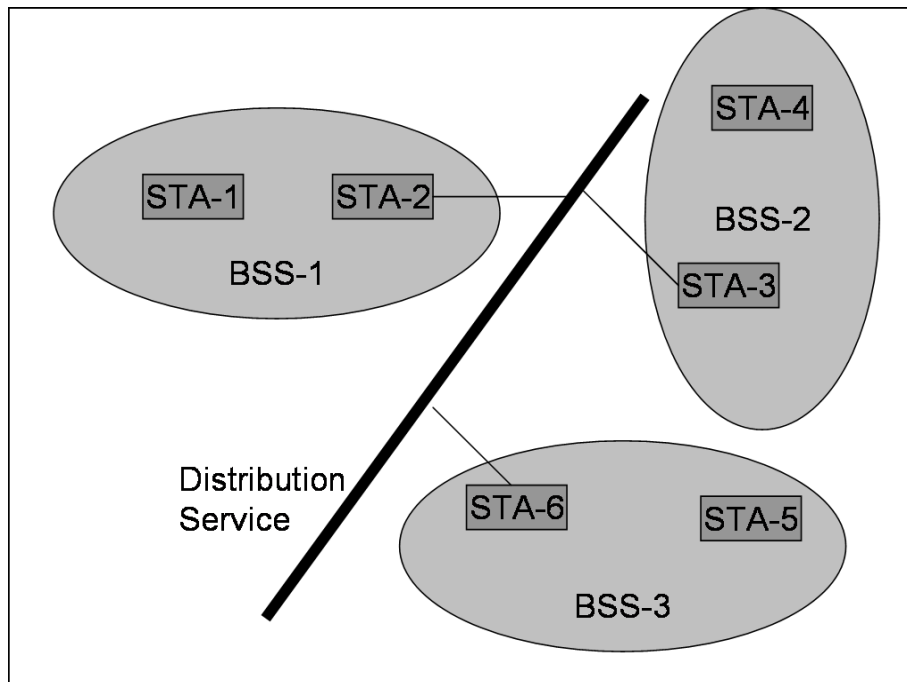 STA-4
STA-1
STA-2
BSS-2
BSS-1
STA-3
Distribution
Service
STA-6
STA-5
BSS-3